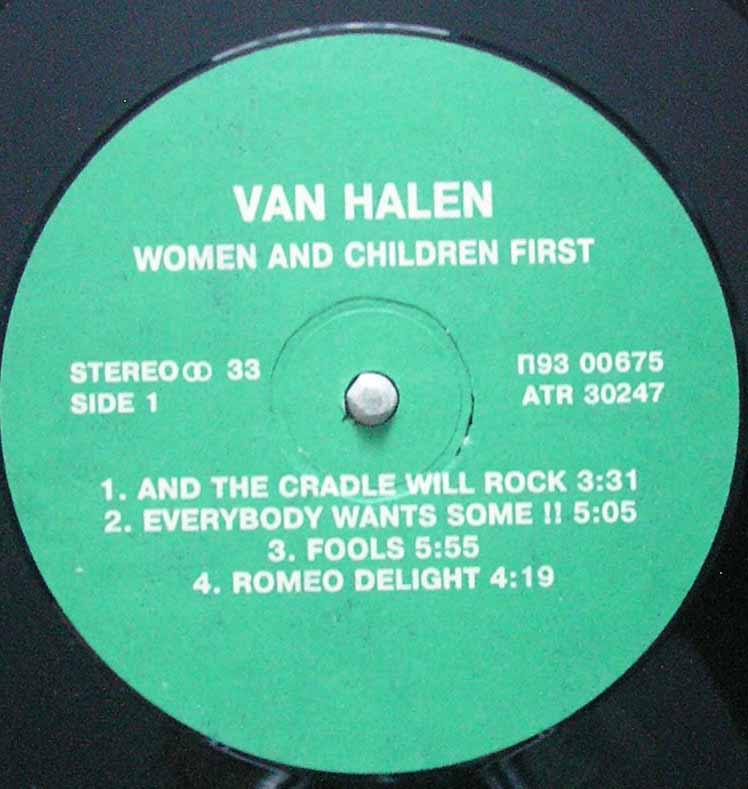 VAN HALEN
WOMEN AND CHILDREN FIRST
STEREO ꝏ 33
SIDE 1
П93 00675
ATR 30247
1. AND THE CRADLE WILL ROCK 3:31
2. EVERYBODY WANTS SOME !! 5:05
3. FOOLS 5:55
4. ROMEO DELIGHT 4:19